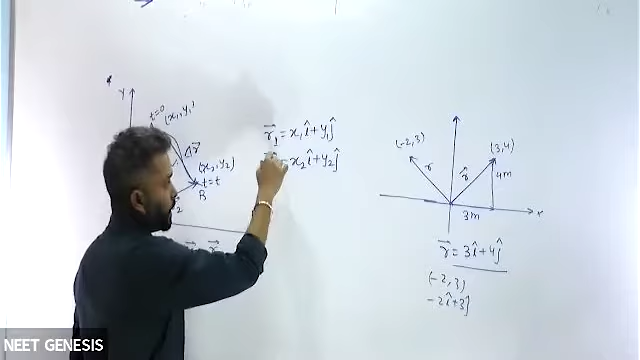 Y
t=0 (x₁, y₁)
Δr⃗
(x₂, y₂)
t=t
B
2
r⃗₁ = x₁î+y₁ĵ
= x₂î+y₂ĵ
(-2,3)
r
r⃗
(3,4)
4m
3m
x
r⃗ = 3î+4ĵ
(-2, 3)
-2î+3ĵ
NEET GENESIS